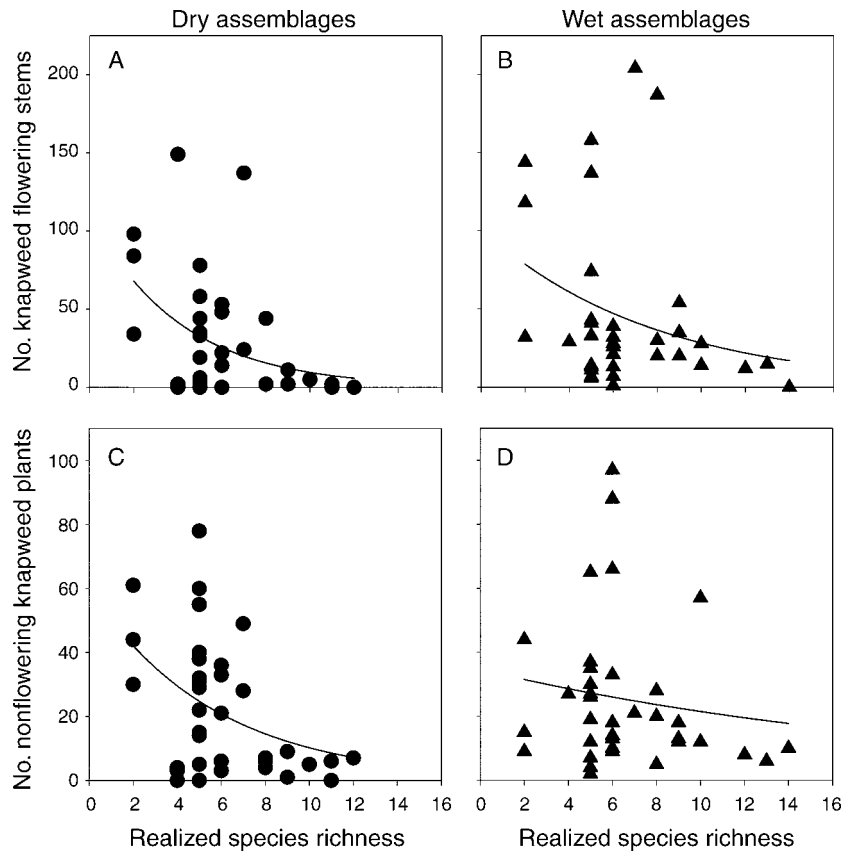 Dry assemblages
Wet assemblages
A
B
No. knapweed flowering stems
200
150
100
50
0
C
D
No. nonflowering knapweed plants
100
80
60
40
20
0
0 2 4 6 8 10 12 14 16
0 2 4 6 8 10 12 14 16
Realized species richness
Realized species richness